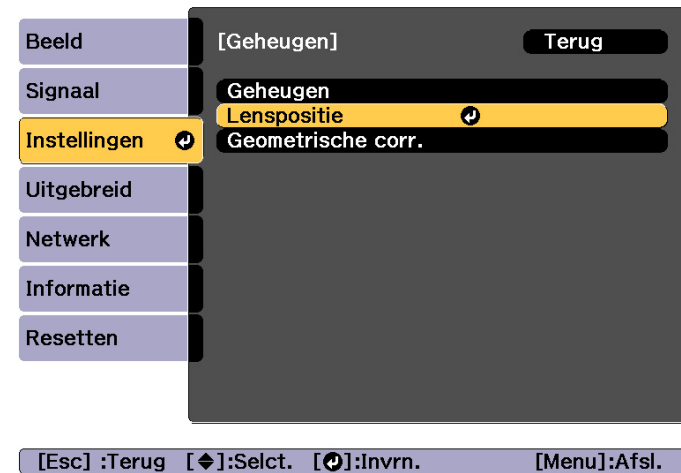 Beeld
Signaal
Instellingen
Uitgebreid
Netwerk
Informatie
Resetten
[Geheugen] Terug
Geheugen
Lenspositie
Geometrische corr.
[Esc] :Terug [◆]:Selct. [⏎]:Invrn. [Menu]:Afsl.